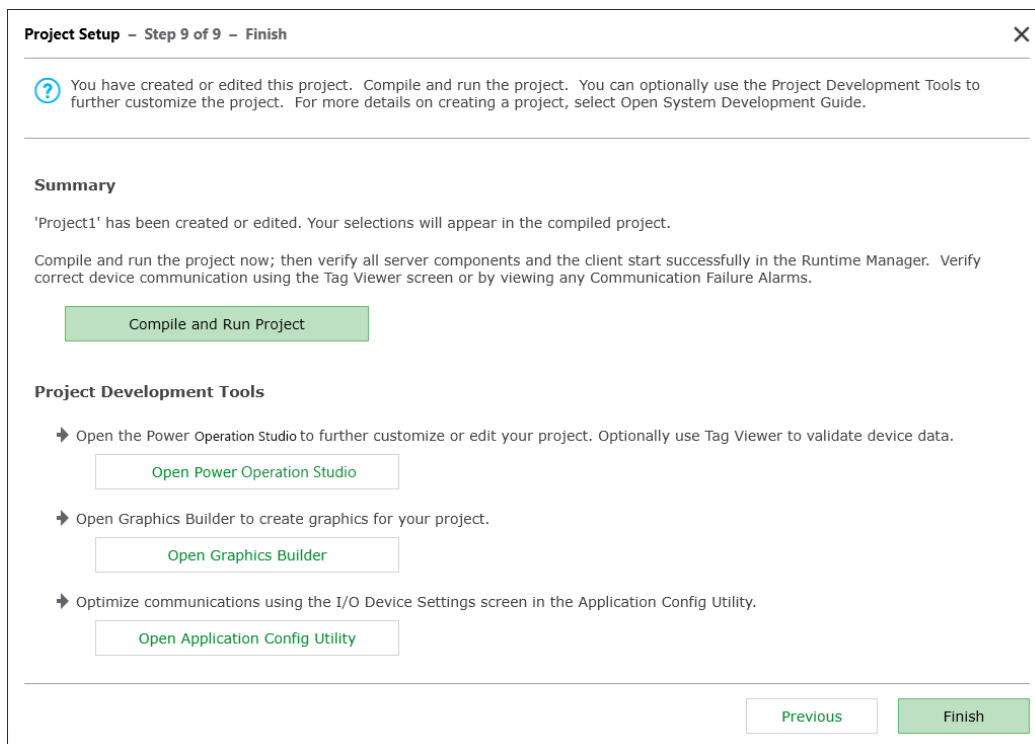 Project Setup – Step 9 of 9 – Finish
You have created or edited this project. Compile and run the project. You can optionally use the Project Development Tools to
further customize the project. For more details on creating a project, select Open System Development Guide.
Summary
'Project1' has been created or edited. Your selections will appear in the compiled project.
Compile and run the project now; then verify all server components and the client start successfully in the Runtime Manager. Verify
correct device communication using the Tag Viewer screen or by viewing any Communication Failure Alarms.
Compile and Run Project
Project Development Tools
Open the Power Operation Studio to further customize or edit your project. Optionally use Tag Viewer to validate device data.
Open Power Operation Studio
Open Graphics Builder to create graphics for your project.
Open Graphics Builder
Optimize communications using the I/O Device Settings screen in the Application Config Utility.
Open Application Config Utility
Previous
Finish